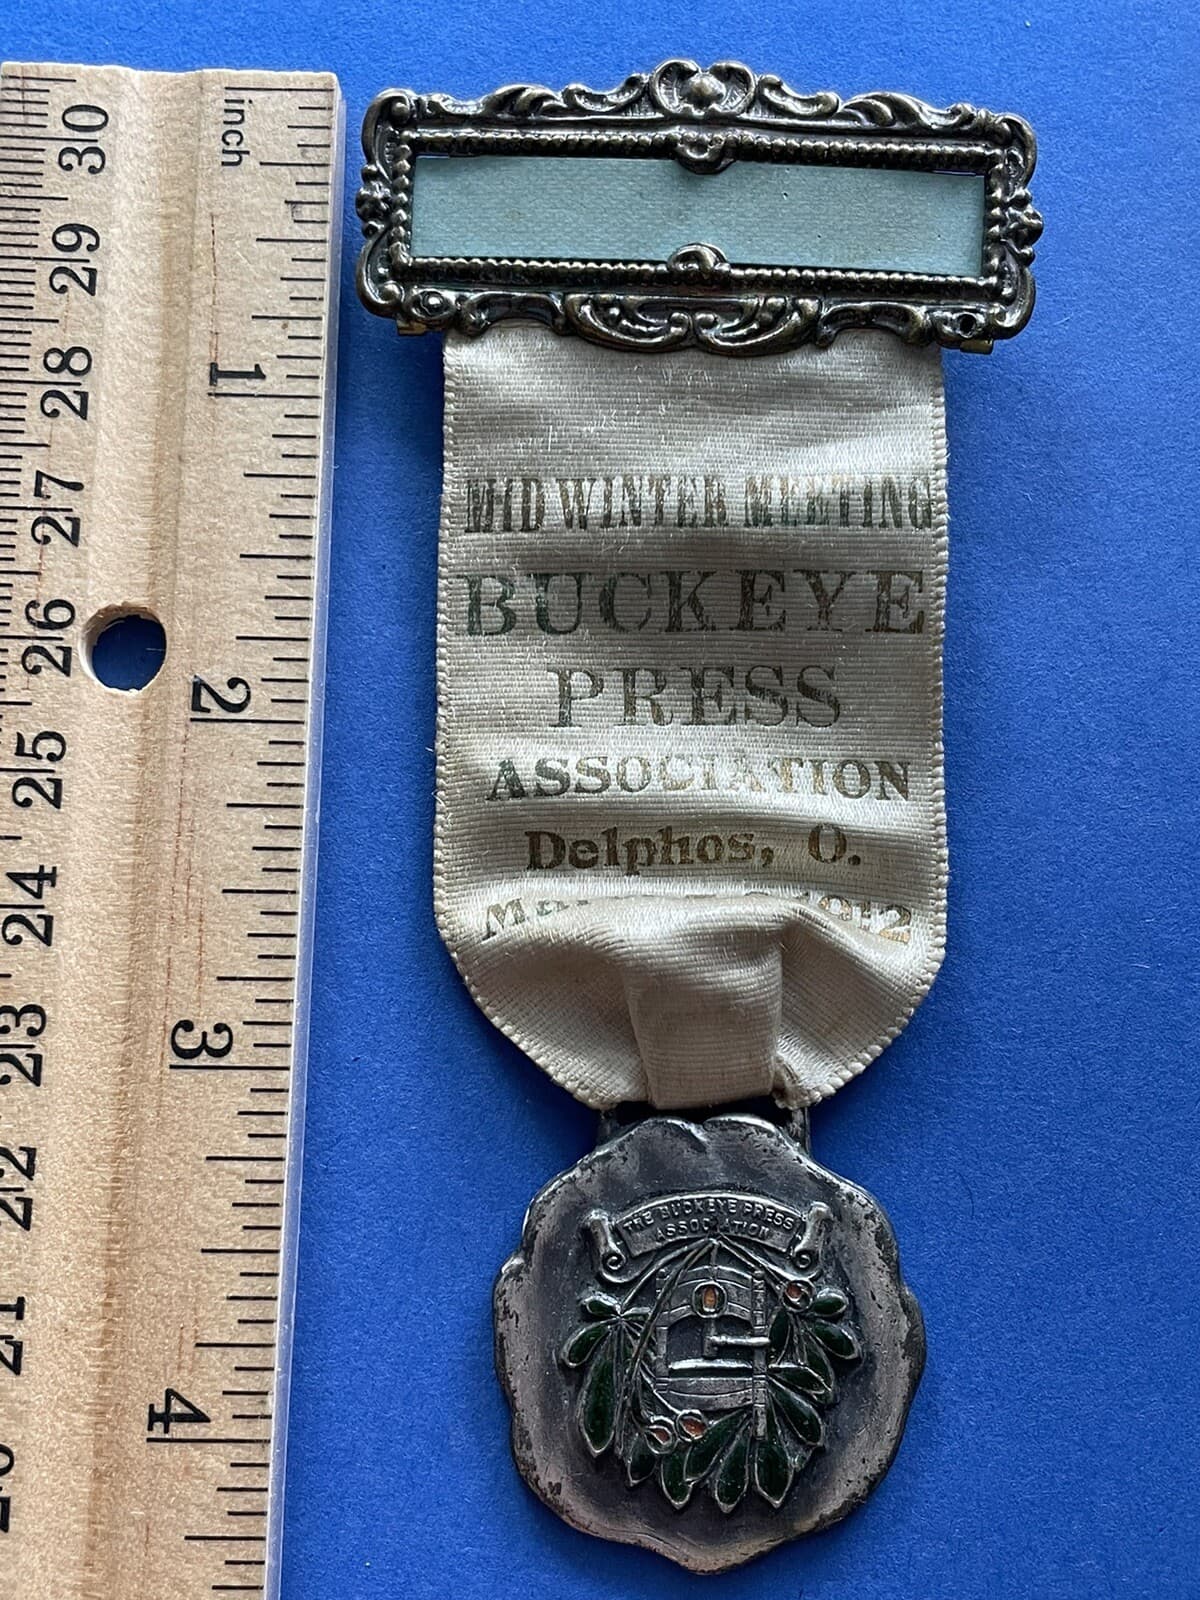 inch
1
2
3
4
30
29
28
27
26
25
24
23
22
21
MID WINTER MEETING
BUCKEYE
PRESS
ASSOCIATION
Delphos, O.
1912
THE BUCKEYE PRESS
ASSOCIATION